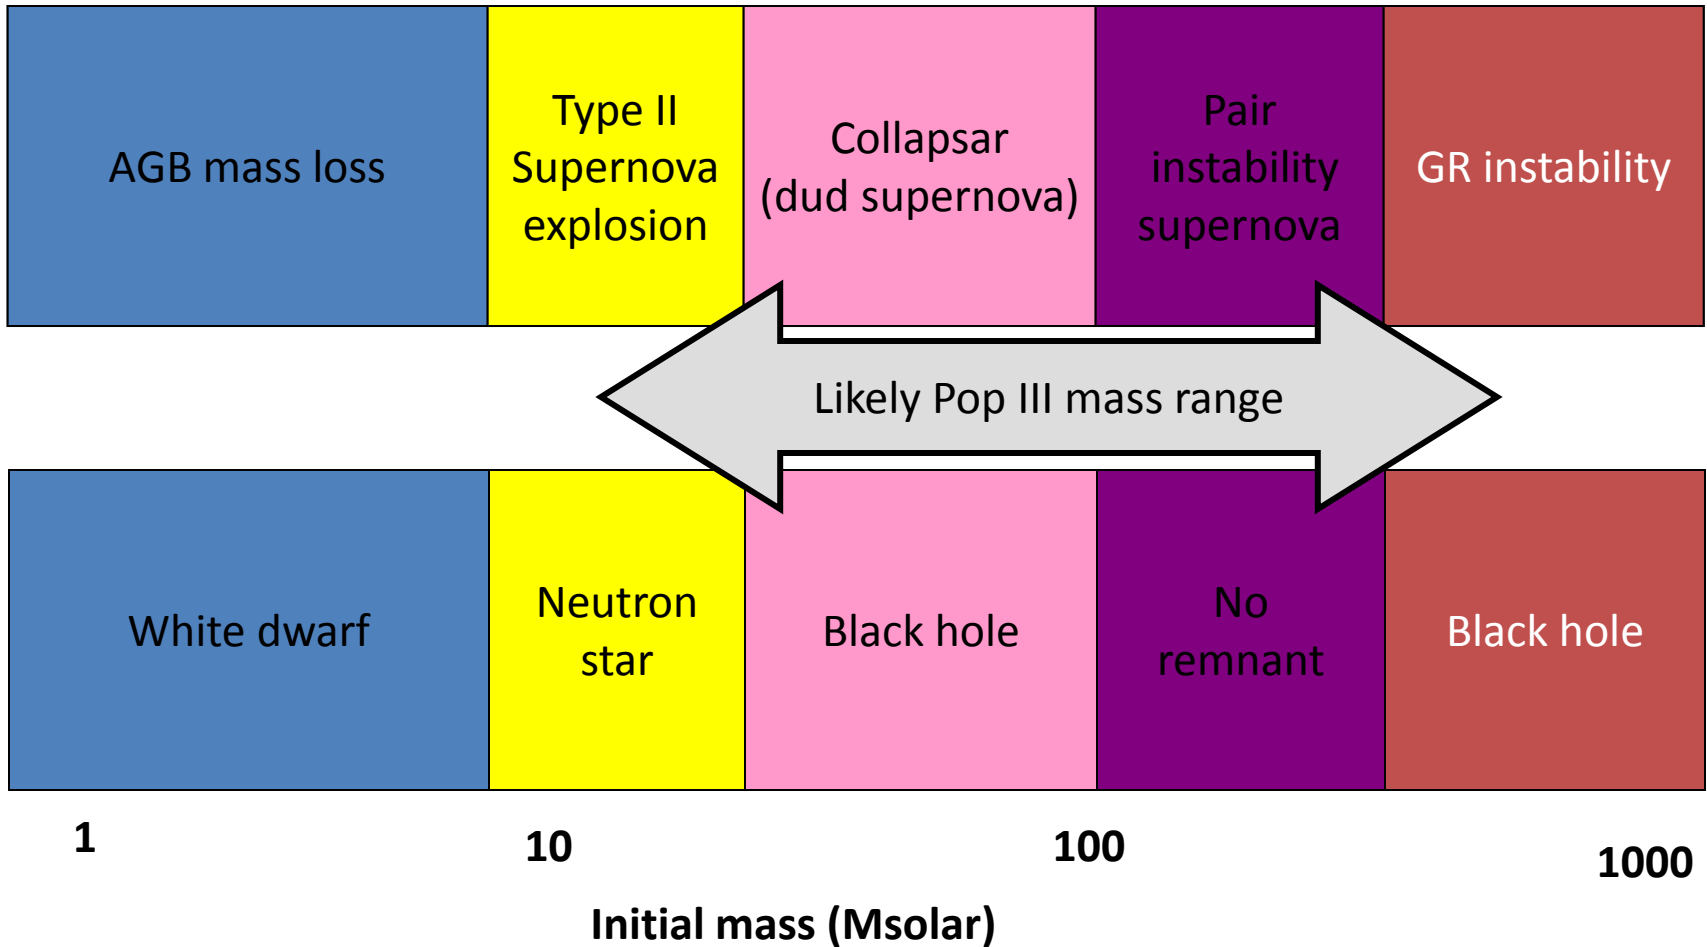 AGB mass loss
Type II
Supernova
explosion
Collapsar
(dud supernova)
Pair
instability
supernova
GR instability
Likely Pop III mass range
White dwarf
Neutron
star
Black hole
No
remnant
Black hole
1
10
100
1000
Initial mass (Msolar)